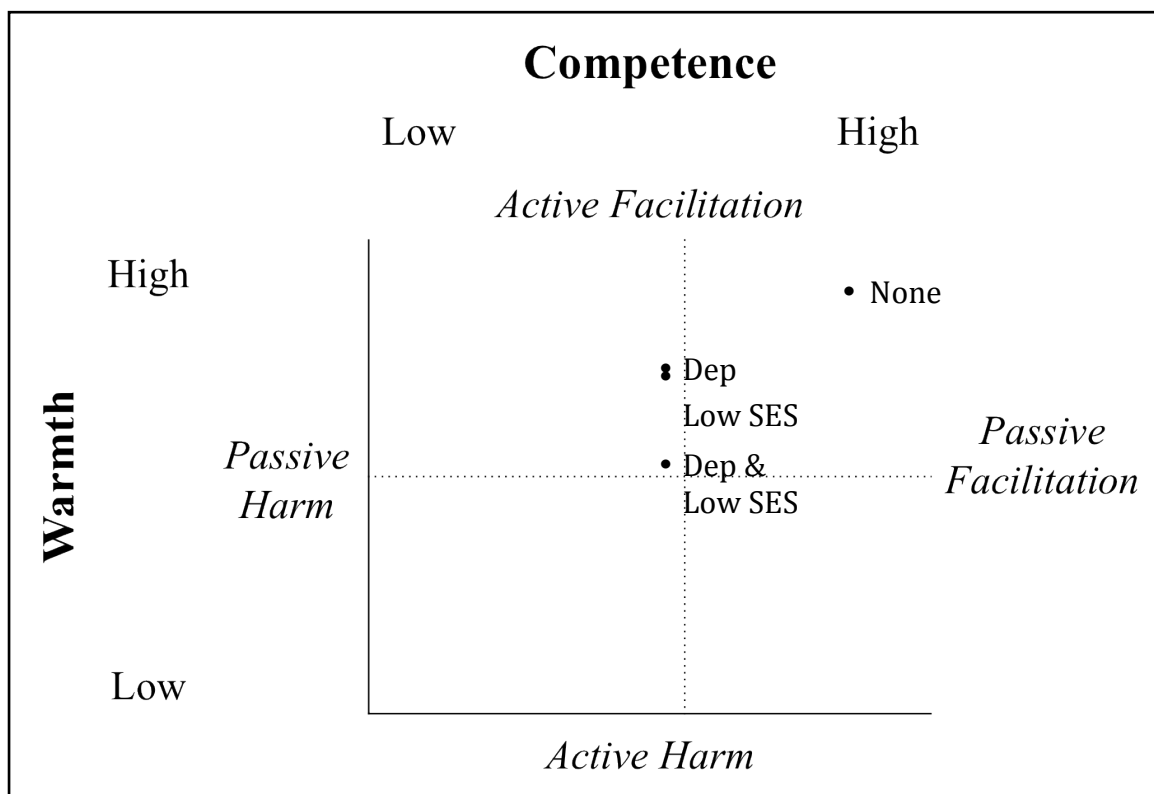 Competence
Low
High
Active Facilitation
High
None
Dep
Low SES
Warmth
Passive
Harm
Dep &
Low SES
Passive
Facilitation
Low
Active Harm